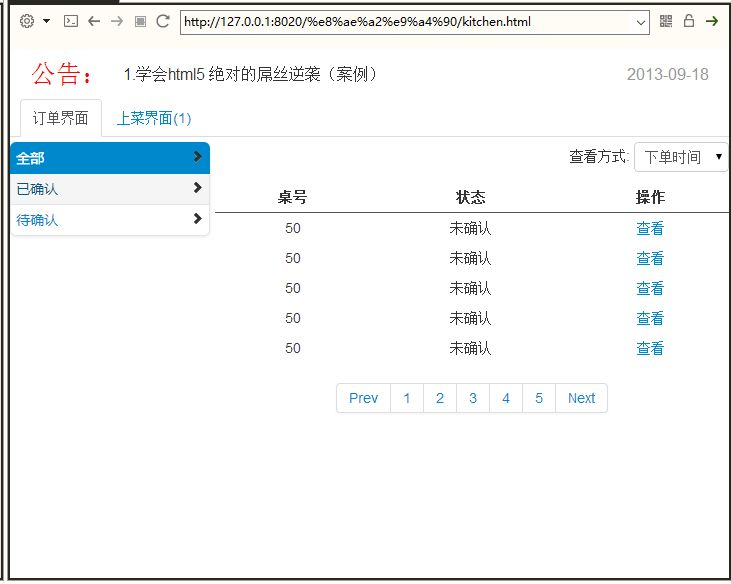 http://127.0.0.1:8020/%e8%ae%a2%e9%a4%90/kitchen.html
公告： 1.学会html5 绝对的屌丝逆袭（案例） 2013-09-18
订单界面 上菜界面(1)
全部
已确认
待确认
查看方式: 下单时间
桌号 状态 操作
50 未确认 查看
50 未确认 查看
50 未确认 查看
50 未确认 查看
50 未确认 查看
Prev 1 2 3 4 5 Next